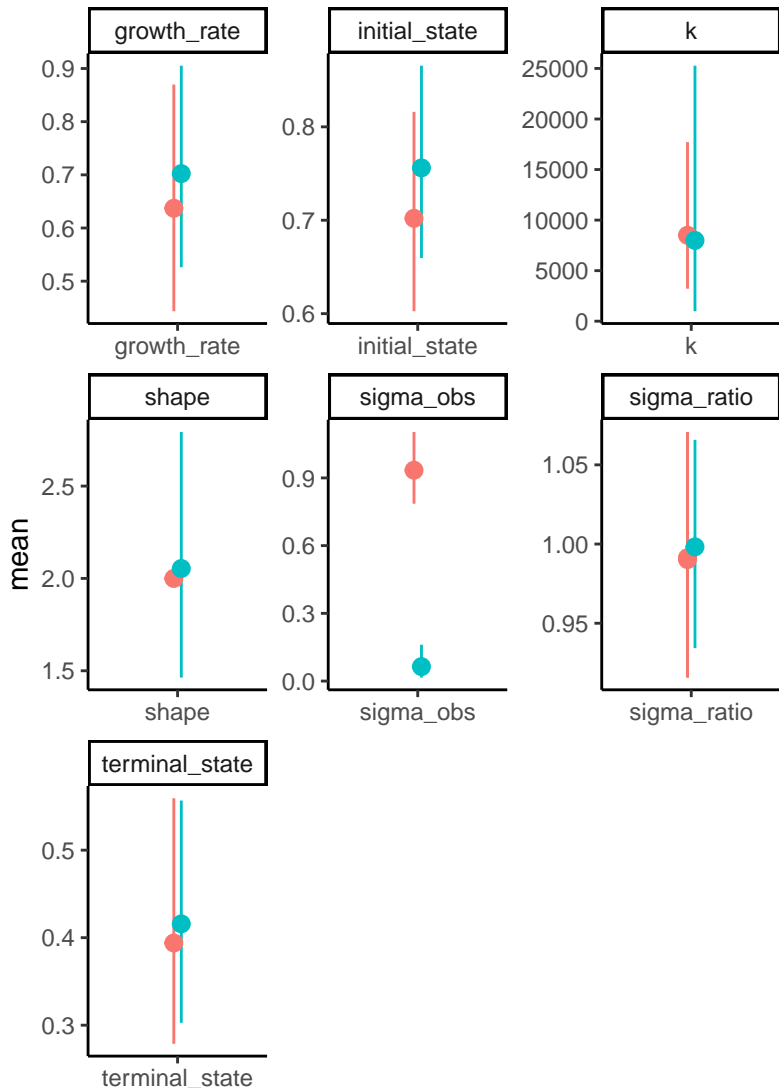 growth_rate
initial_state
k
0.9
0.8
0.7
0.6
0.5
0.8
0.7
0.6
25000
20000
15000
10000
5000
0
growth_rate
initial_state
k
shape
sigma_obs
sigma_ratio
mean
2.5
2.0
1.5
0.9
0.6
0.3
0.0
1.05
1.00
0.95
shape
sigma_obs
sigma_ratio
terminal_state
0.5
0.4
0.3
terminal_state